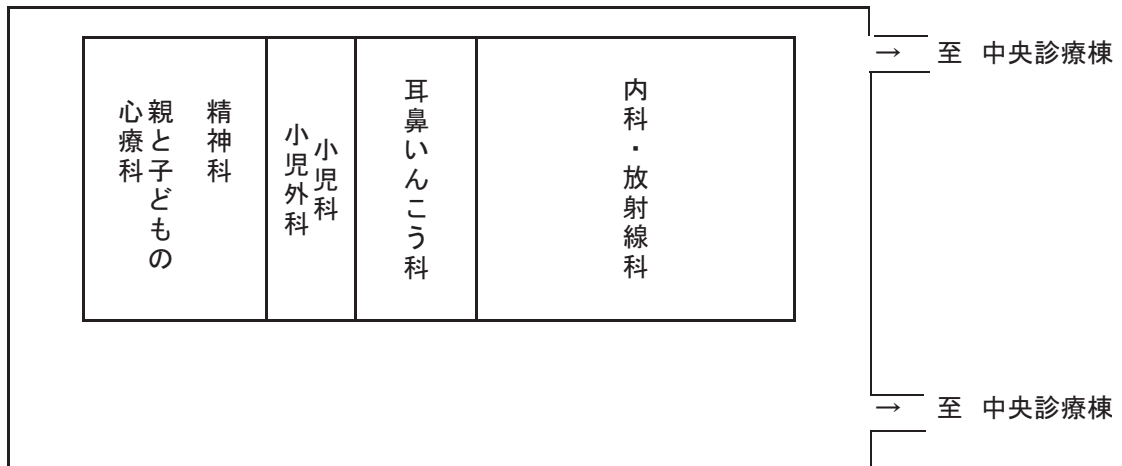 → 至 中央診療棟
内科・放射線科
耳鼻いんこう科
小児科
小児外科
精神科
親と子どもの
心療科
→ 至 中央診療棟